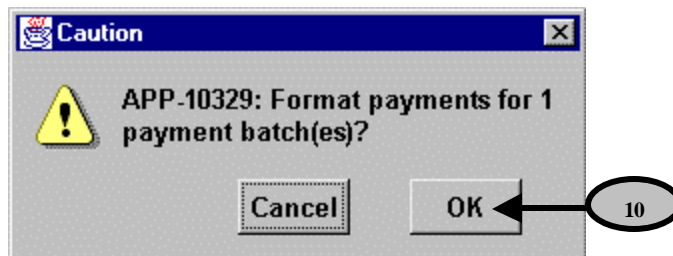 Caution
APP-10329: Format payments for 1
payment batch(es)?
Cancel
OK
10